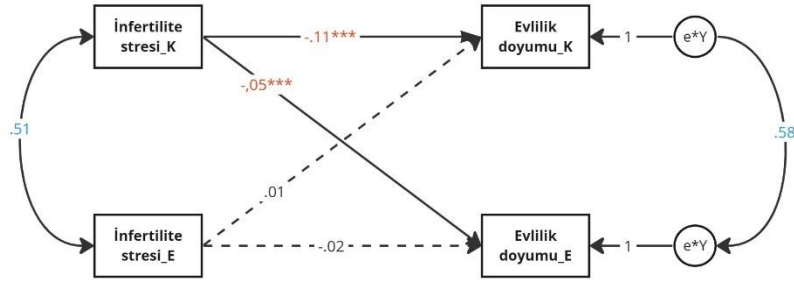 İnfertilite
stresi_K
-.11***
Evlilik
doyumu_K
1
e*Y
-,05***
.51
.58
.01
İnfertilite
stresi_E
-.02
Evlilik
doyumu_E
1
e*Y